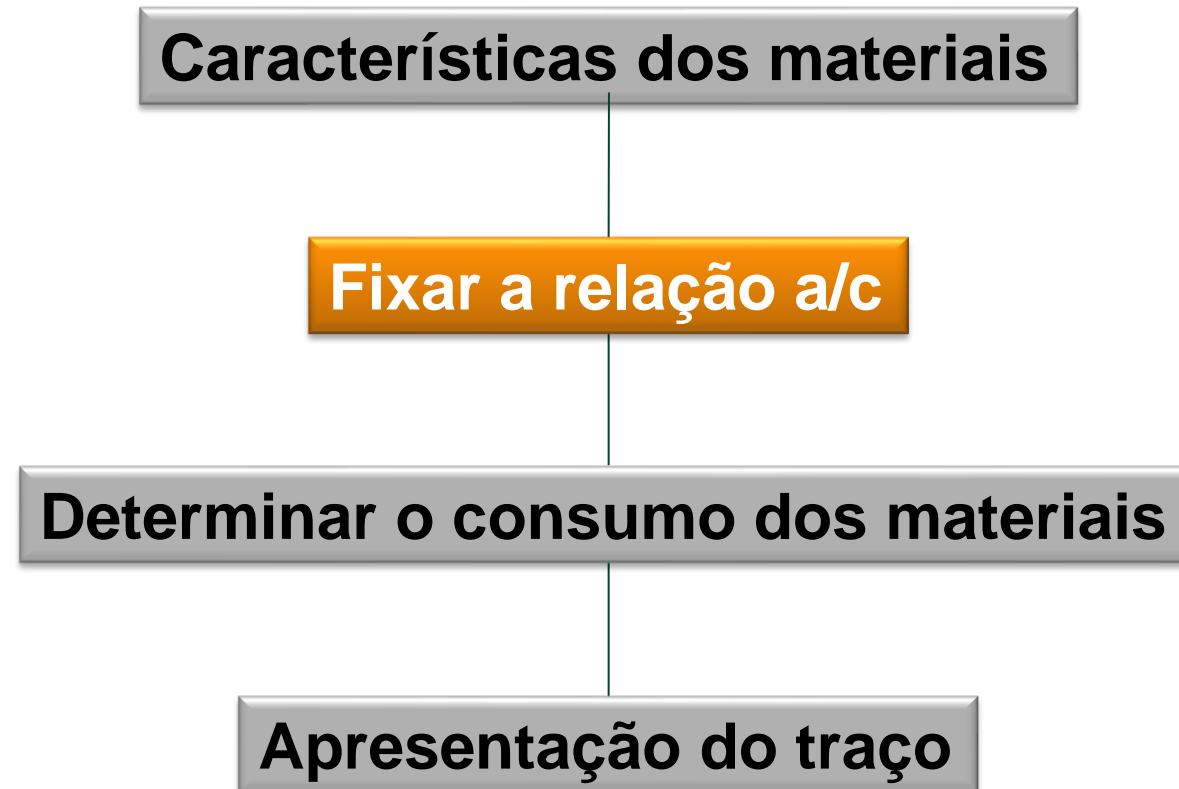 Características dos materiais
Fixar a relação a/c
Determinar o consumo dos materiais
Apresentação do traço